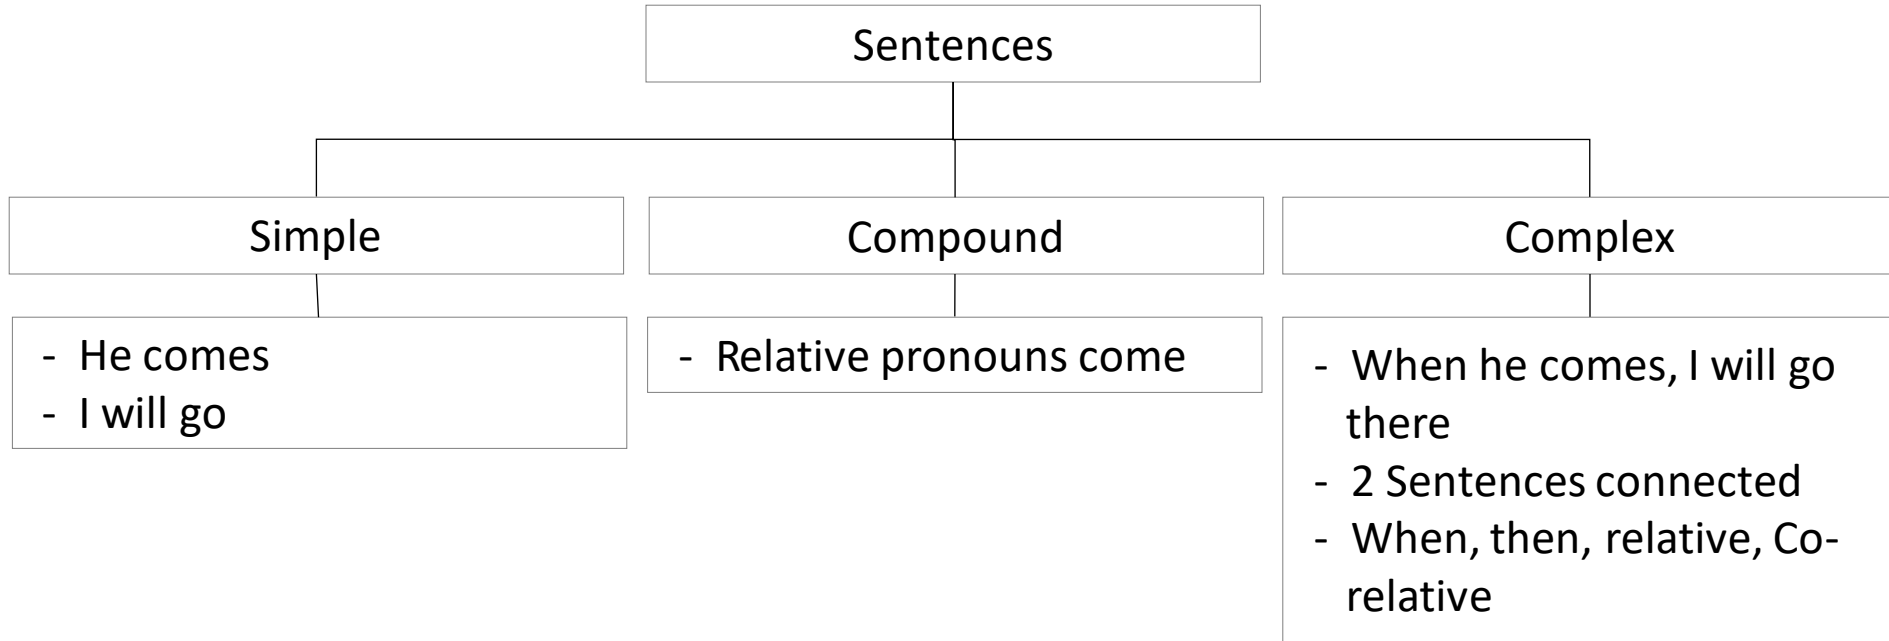 Sentences
Simple
Compound
Complex
- He comes
- I will go
- Relative pronouns come
- When he comes, I will go
there
- 2 Sentences connected
- When, then, relative, Co-
relative